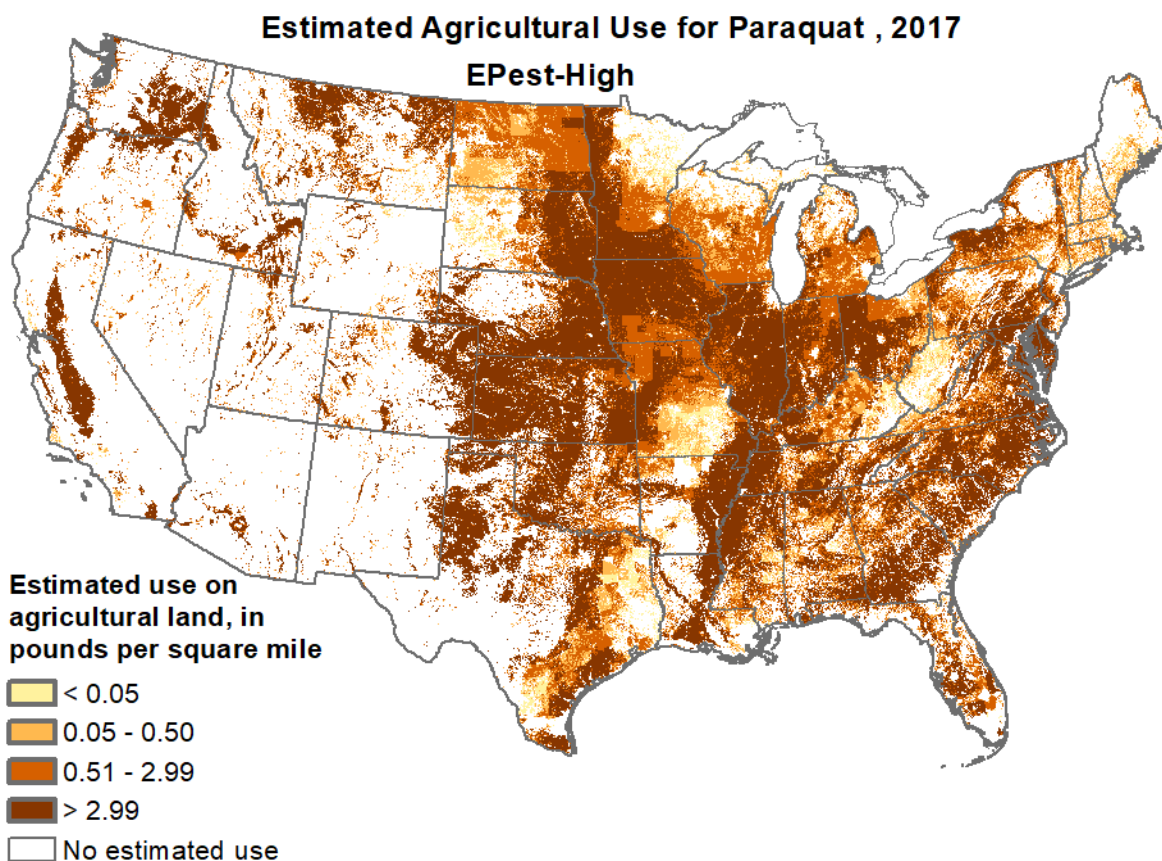 Estimated Agricultural Use for Paraquat , 2017
EPest-High
Estimated use on
agricultural land, in
pounds per square mile
< 0.05
0.05 - 0.50
0.51 - 2.99
> 2.99
No estimated use